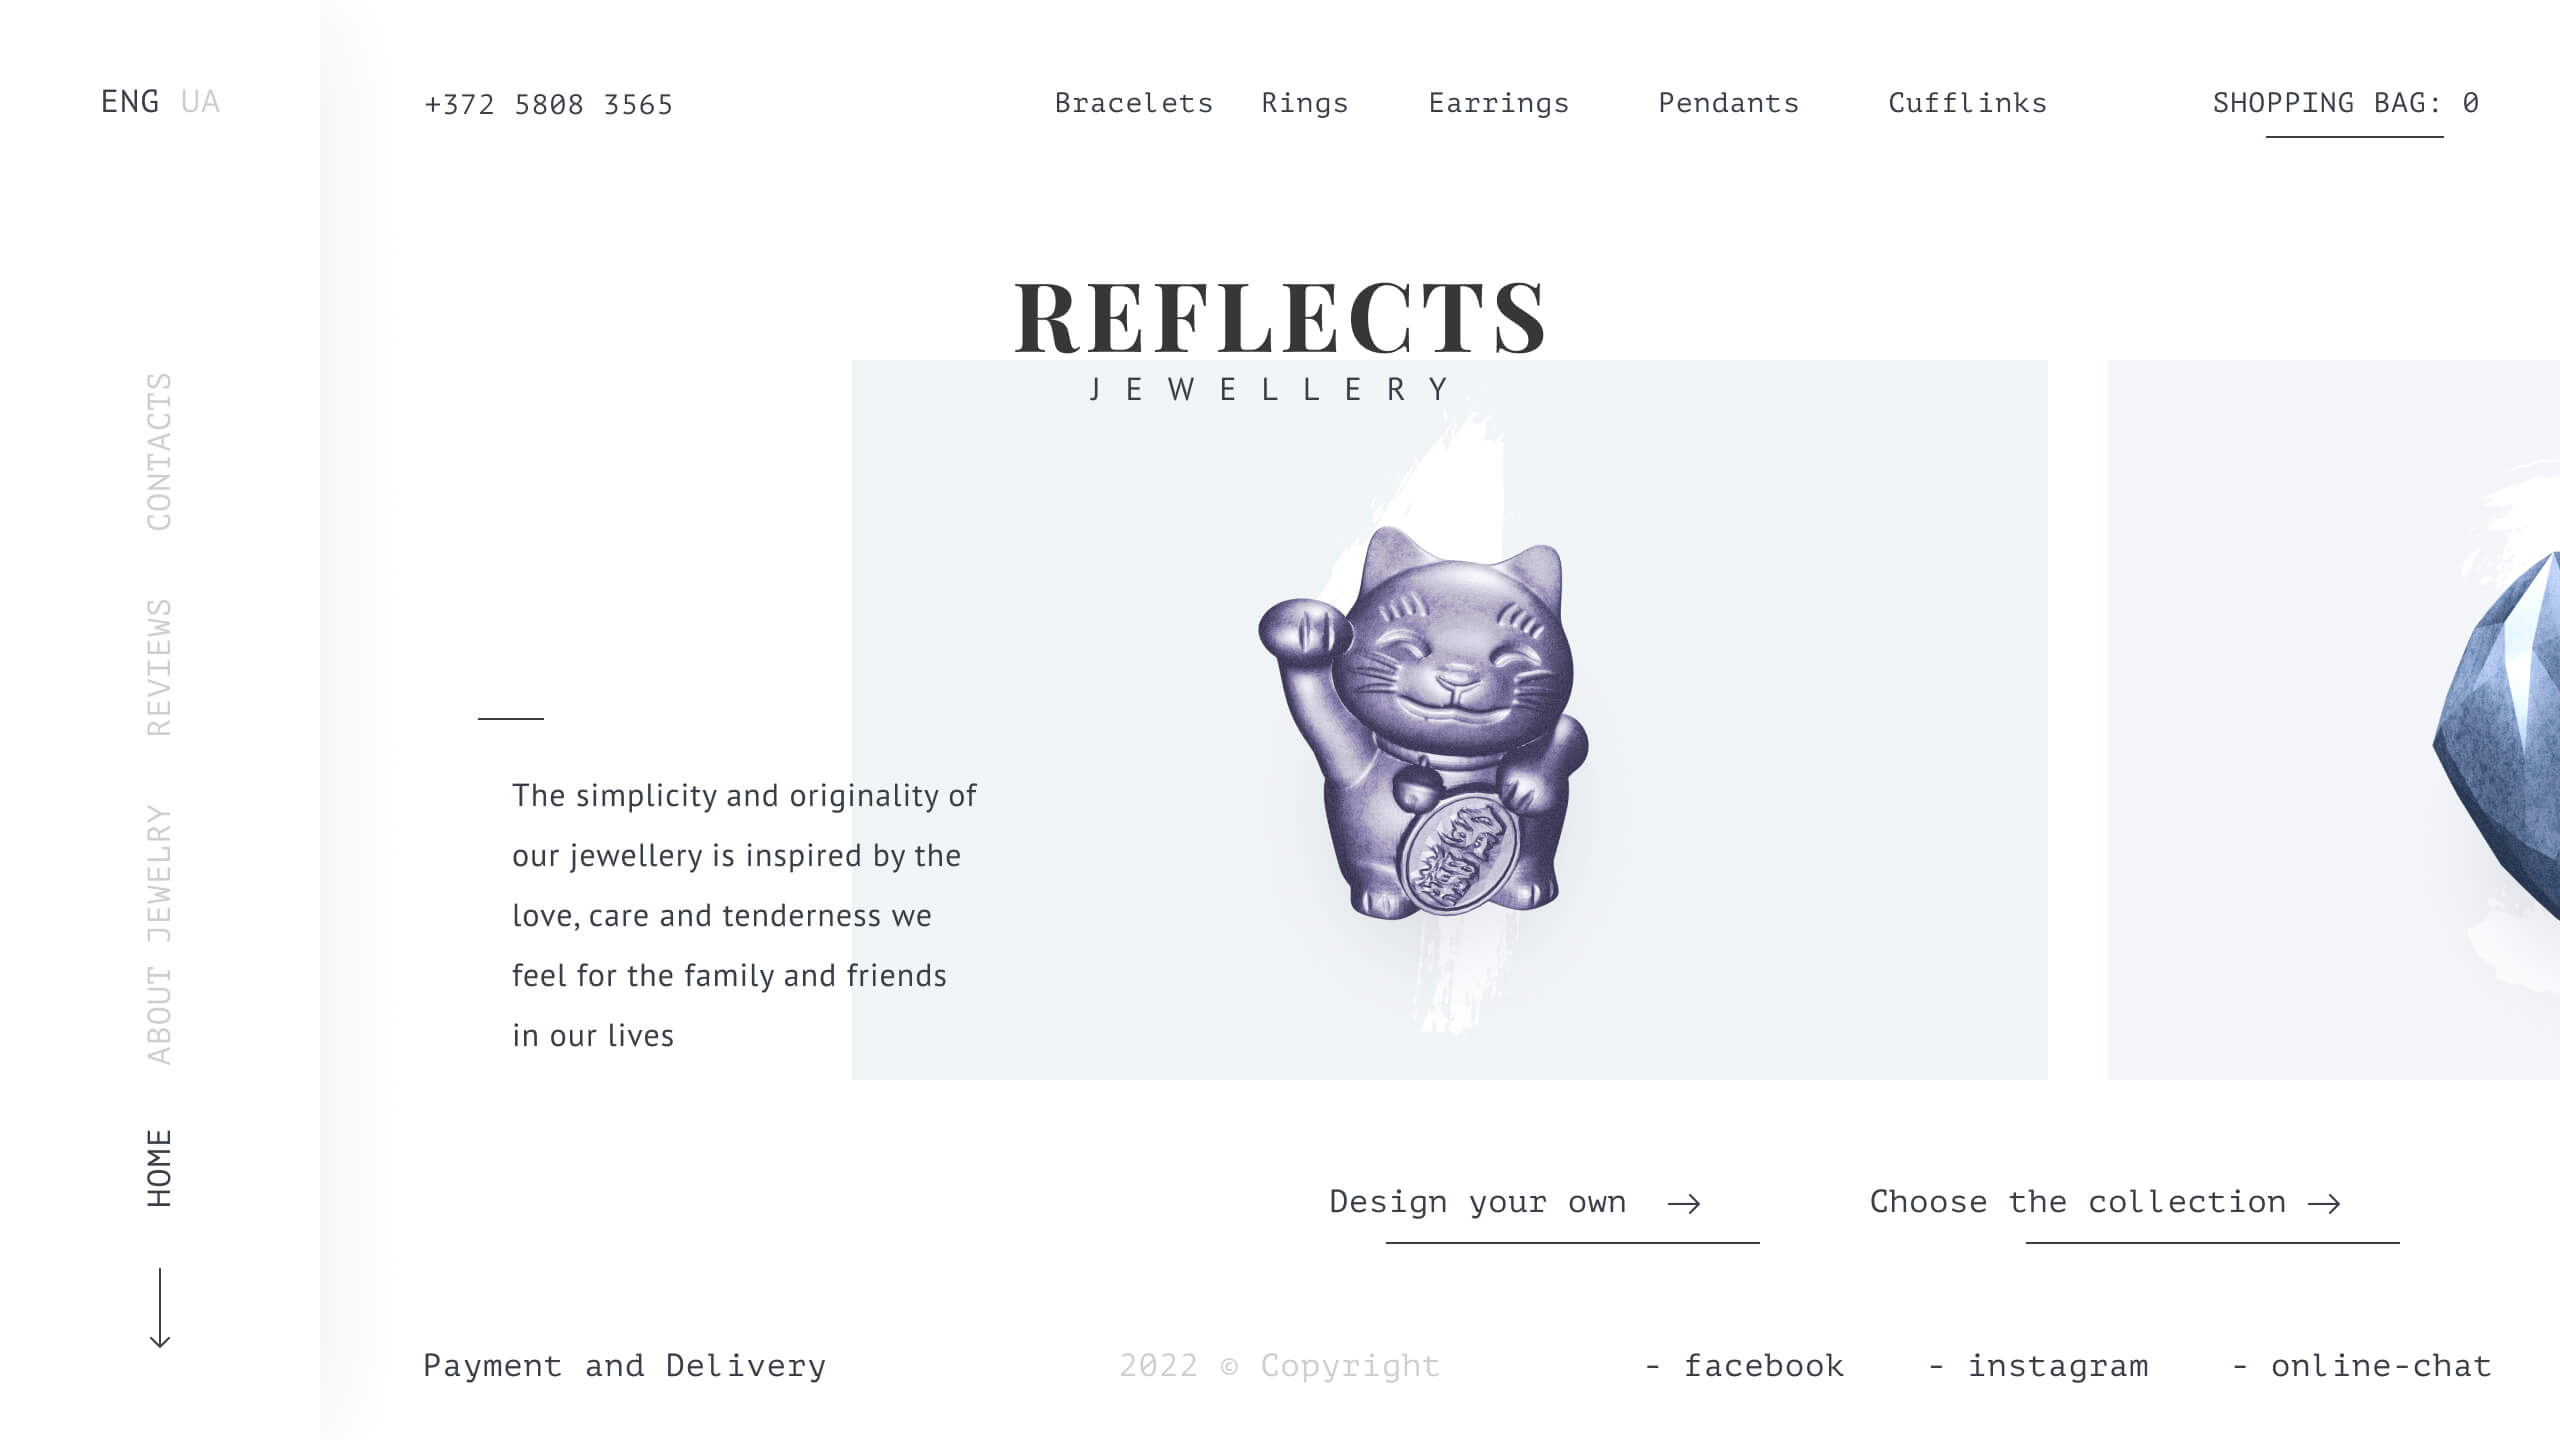 ENG UA
+372 5808 3565
Bracelets Rings Earrings Pendants Cufflinks
SHOPPING BAG: 0
REFLECTS
JEWELLERY
CONTACTS
REVIEWS
ABOUT JEWELRY
HOME
The simplicity and originality of
our jewellery is inspired by the
love, care and tenderness we
feel for the family and friends
in our lives
Design your own →
Choose the collection →
Payment and Delivery
2022 © Copyright
- facebook - instagram - online-chat